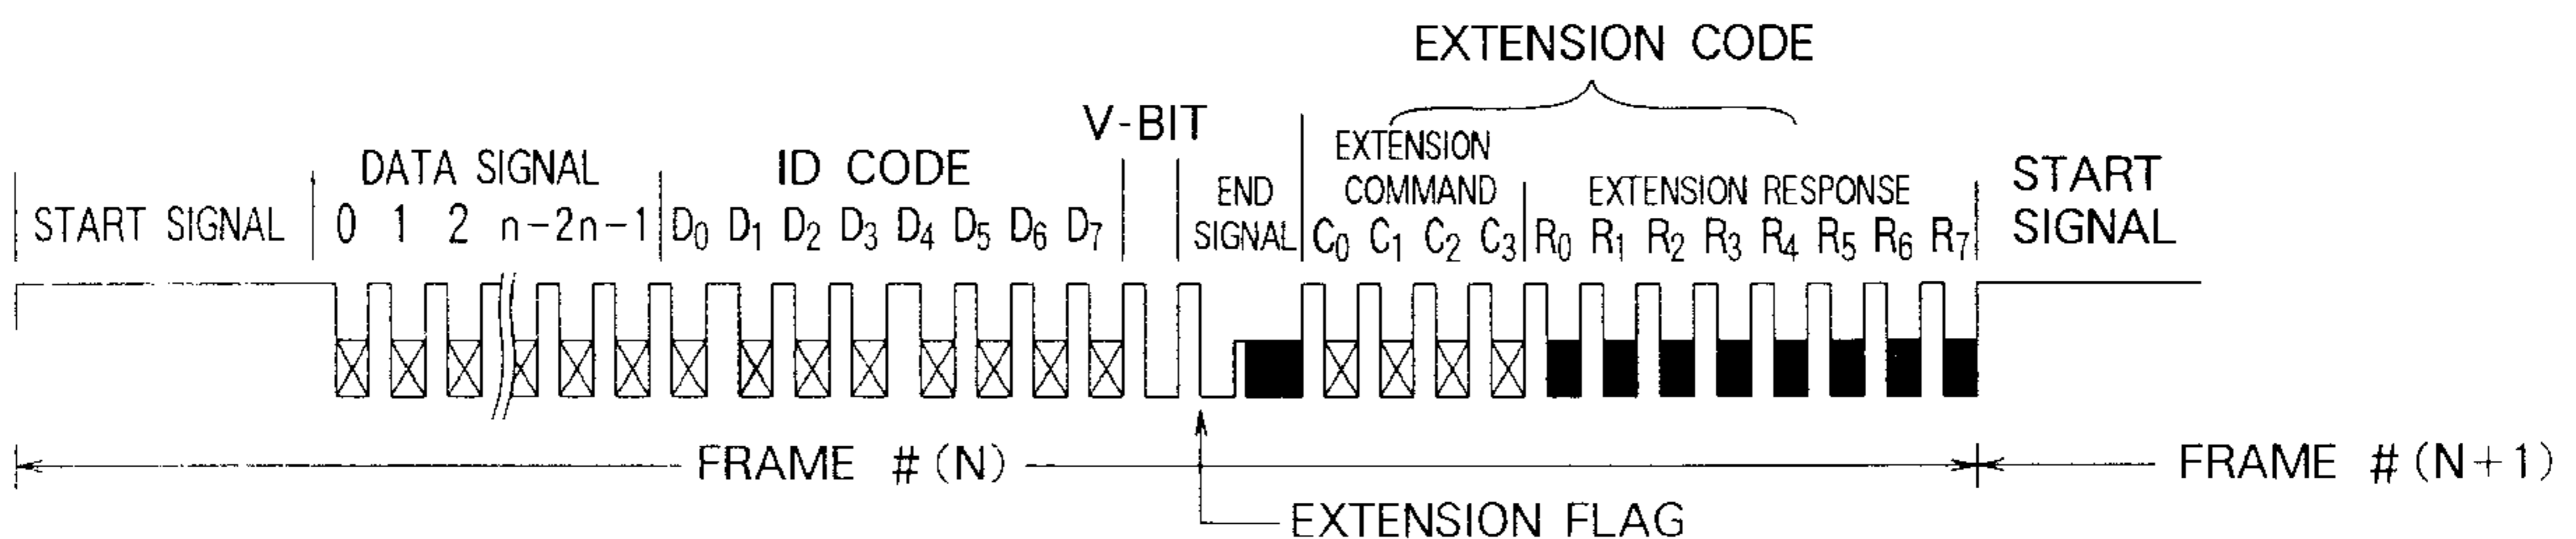 EXTENSION CODE
V-BIT
EXTENSION COMMAND
DATA SIGNAL
ID CODE
END SIGNAL
EXTENSION RESPONSE
START SIGNAL
START SIGNAL 0 1 2 n-2n-1 D0 D1 D2 D3 D4 D5 D6 D7 C0 C1 C2 C3 R0 R1 R2 R3 R4 R5 R6 R7
FRAME #(N)
FRAME #(N+1)
EXTENSION FLAG